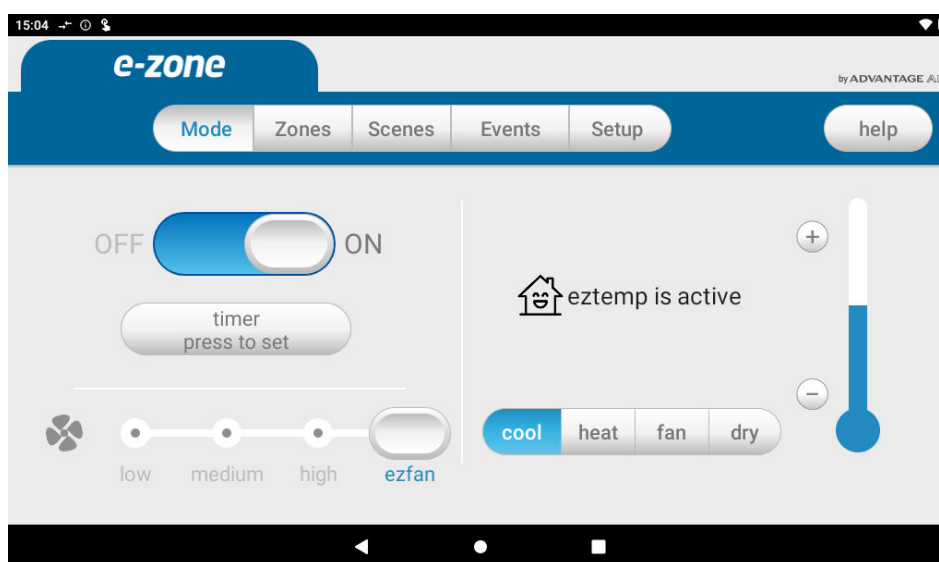 15:04
e-zone
by ADVANTAGE
Mode Zones Scenes Events Setup help
OFF ON
timer
press to set
eztemp is active
cool heat fan dry
low medium high ezfan